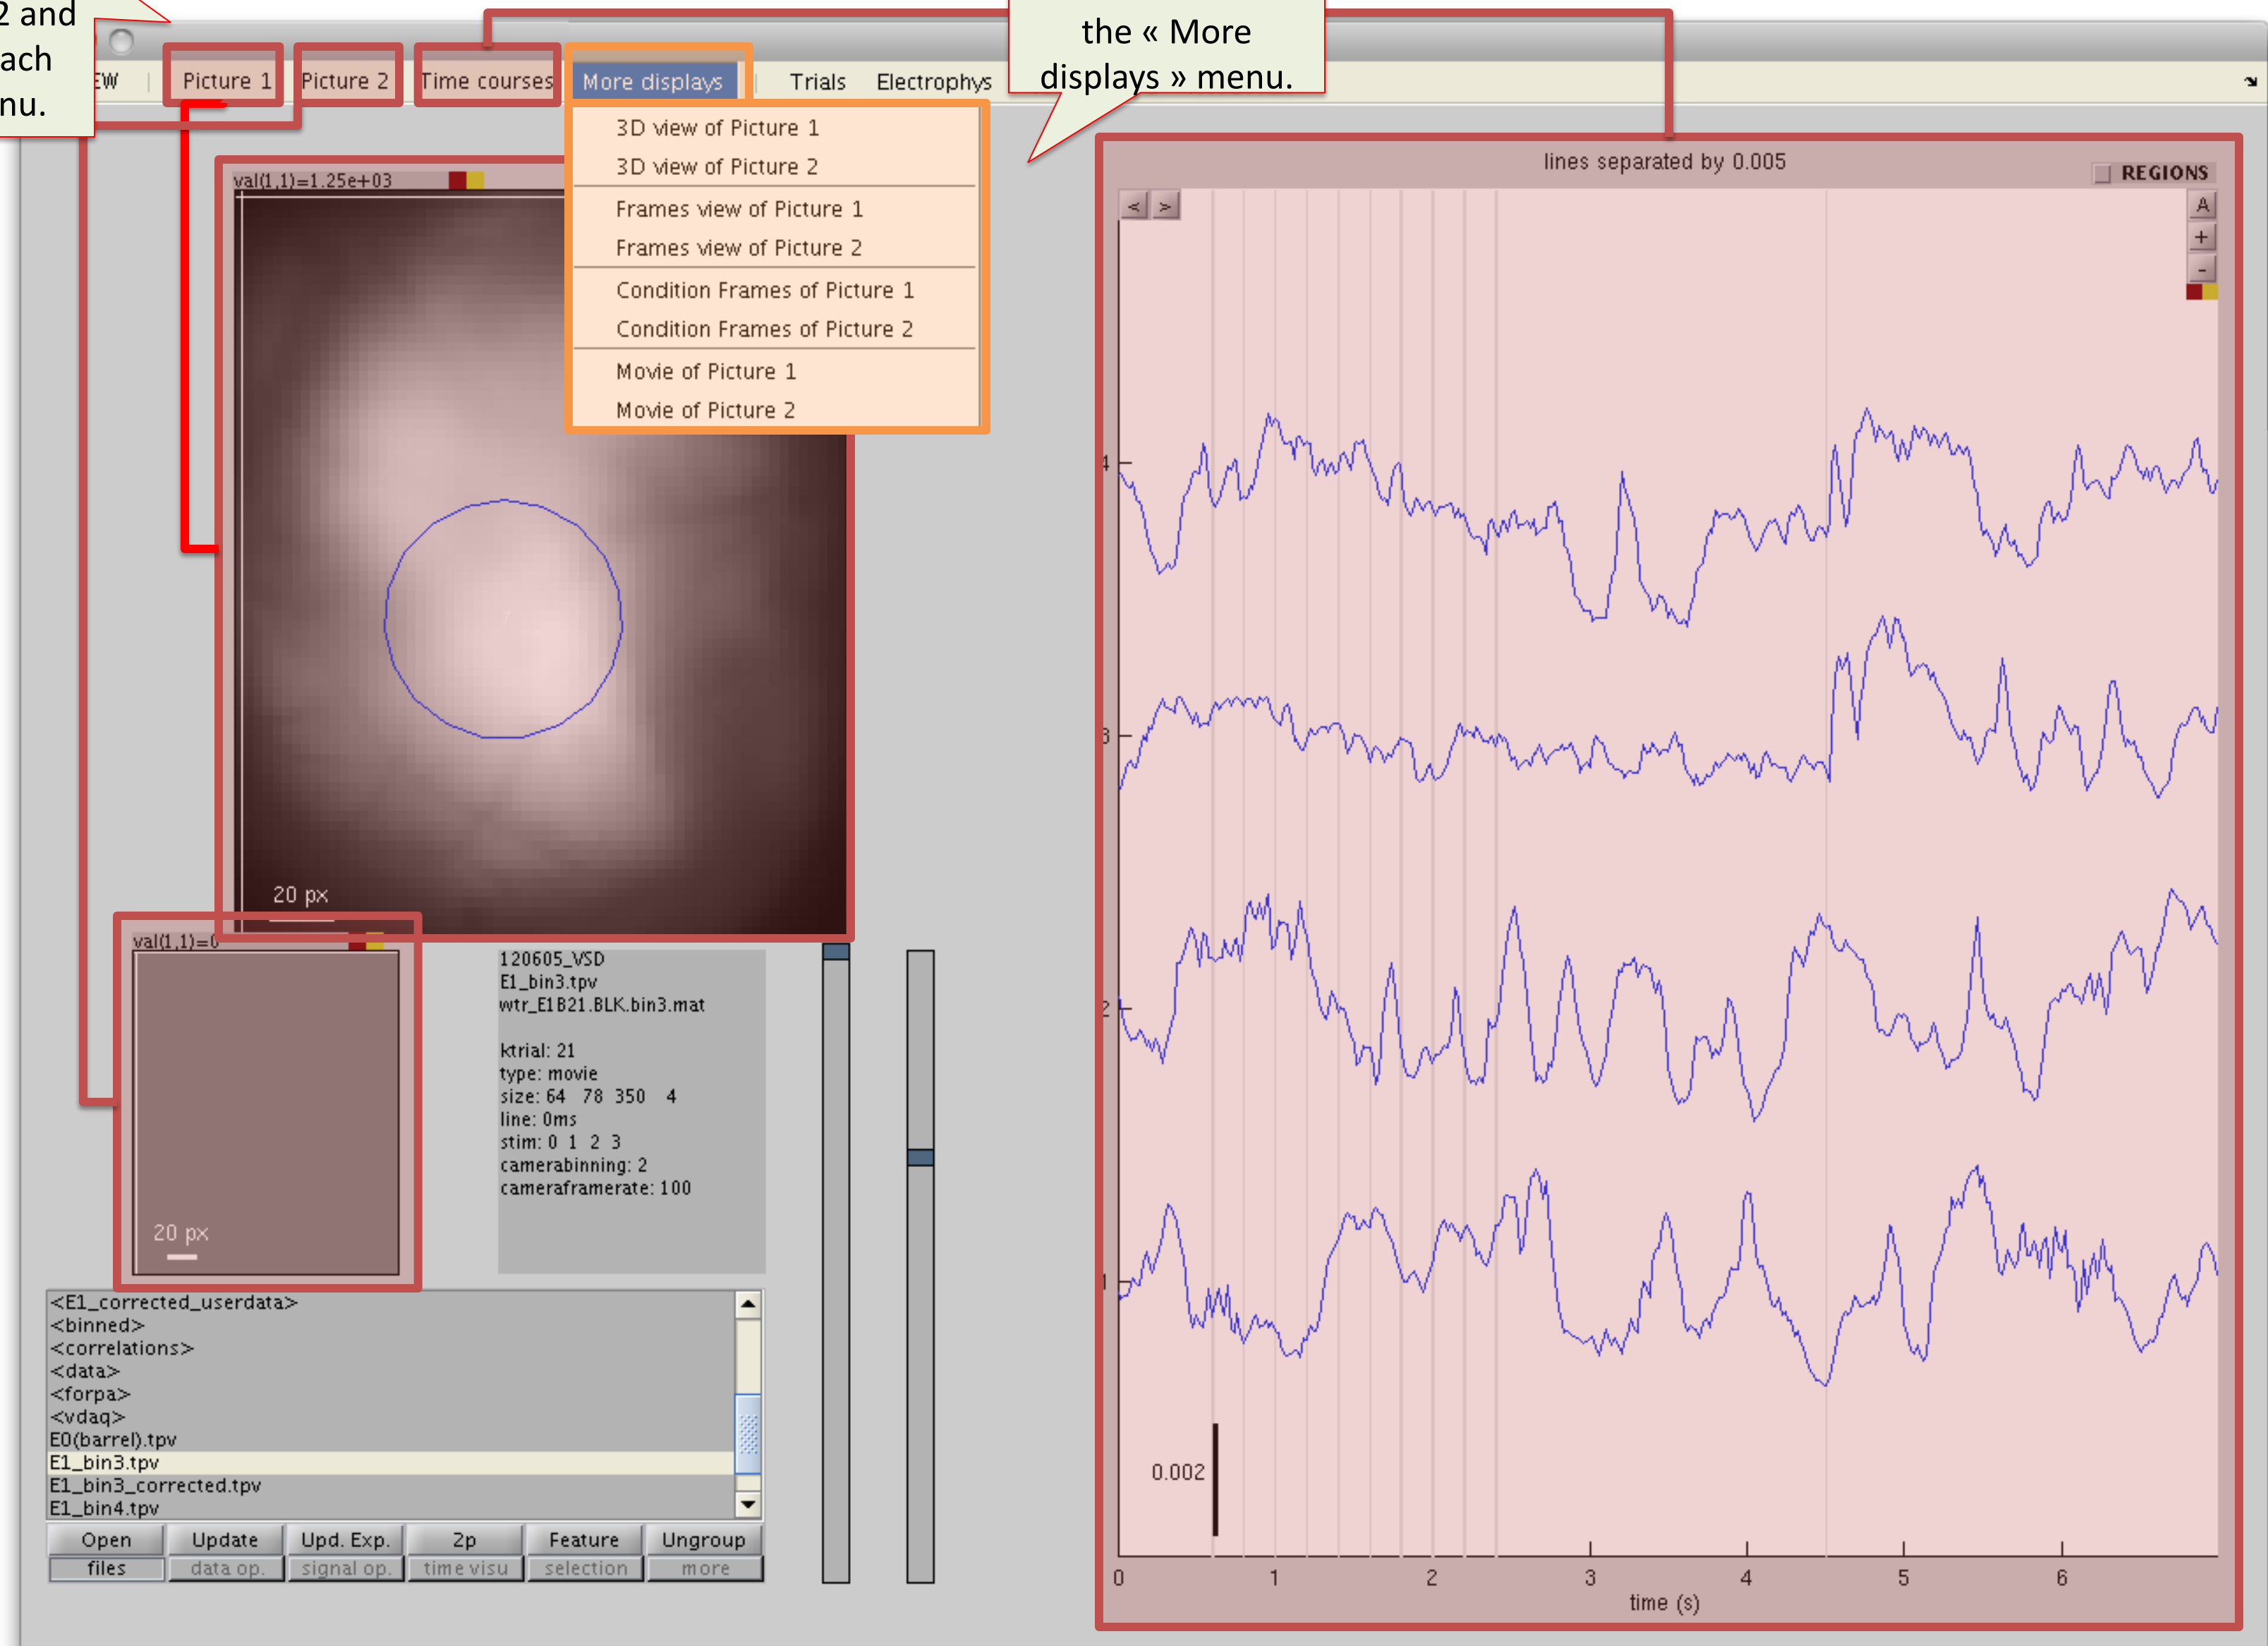 2 and
ach
nu.
the « More
displays » menu.
EW
Picture 1
Picture 2
Time courses
More displays
Trials
Electrophys
3D view of Picture 1
3D view of Picture 2
Frames view of Picture 1
Frames view of Picture 2
Condition Frames of Picture 1
Condition Frames of Picture 2
Movie of Picture 1
Movie of Picture 2
val(1,1)=1.25e+03
20 px
val(1,1)=0
20 px
120605_VSD
E1_bin3.tpv
wtr_E1B21.BLK.bin3.mat
ktrial: 21
type: movie
size: 64 78 350 4
line: 0ms
stim: 0 1 2 3
camerabinning: 2
cameraframerate: 100
<E1_corrected_userdata>
<binned>
<correlations>
<data>
<forpa>
<vdaq>
E0(barrel).tpv
E1_bin3.tpv
E1_bin3_corrected.tpv
E1_bin4.tpv
Open Update Upd. Exp. 2p Feature Ungroup
files data op. signal op. time visu selection more
lines separated by 0.005
REGIONS
< >
A
+
-
4
3
2
1
0.002
0 1 2 3 4 5 6
time (s)